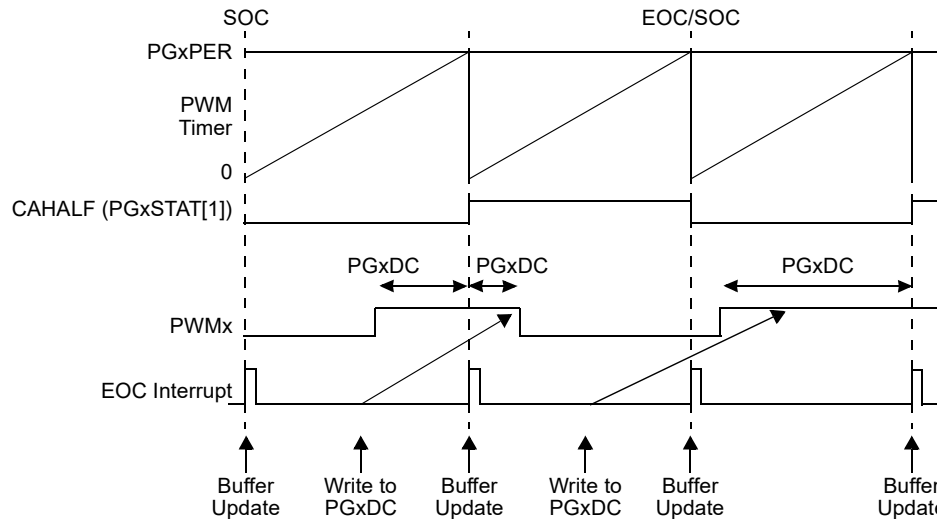 SOC
EOC/SOC
PGxPER
PWM
Timer
0
CAHALF (PGxSTAT[1])
PGxDC
PGxDC
PGxDC
PWMx
EOC Interrupt
Buffer
Update
Write to
PGxDC
Buffer
Update
Write to
PGxDC
Buffer
Update
Buffer
Update